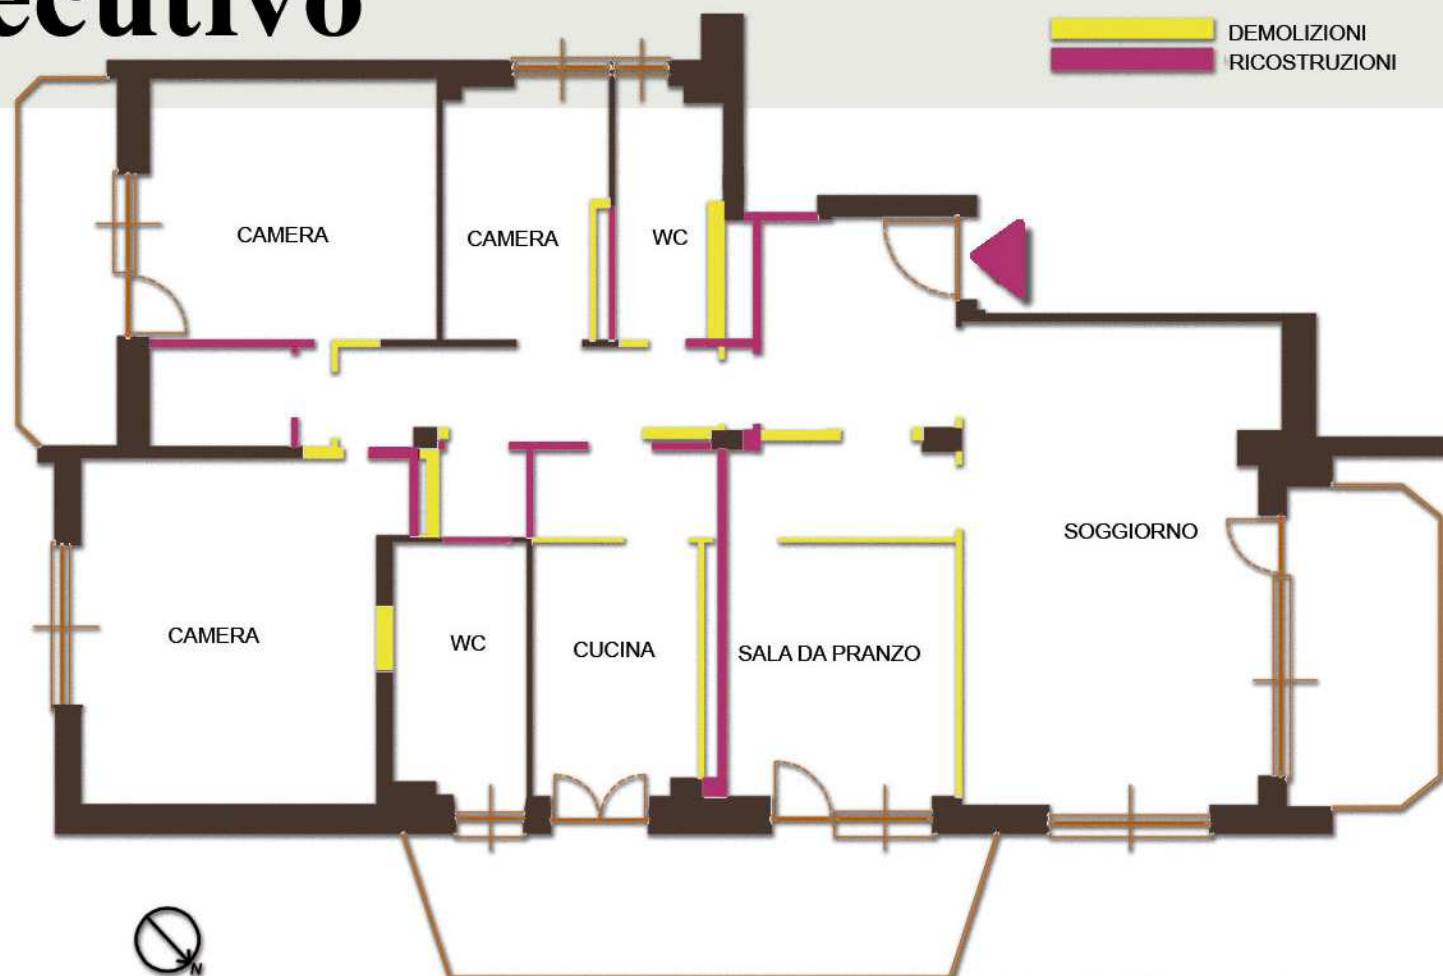 ecutivo
DEMOLIZIONI
RICOSTRUZIONI
CAMERA
CAMERA
WC
SOGGIORNO
CAMERA
WC
CUCINA
SALA DA PRANZO
N